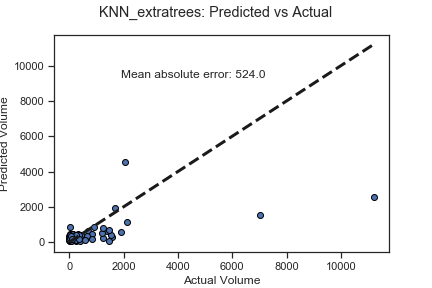 KNN_extratrees: Predicted vs Actual
10000
8000
6000
4000
2000
0
Predicted Volume
Mean absolute error: 524.0
0 2000 4000 6000 8000 10000
Actual Volume